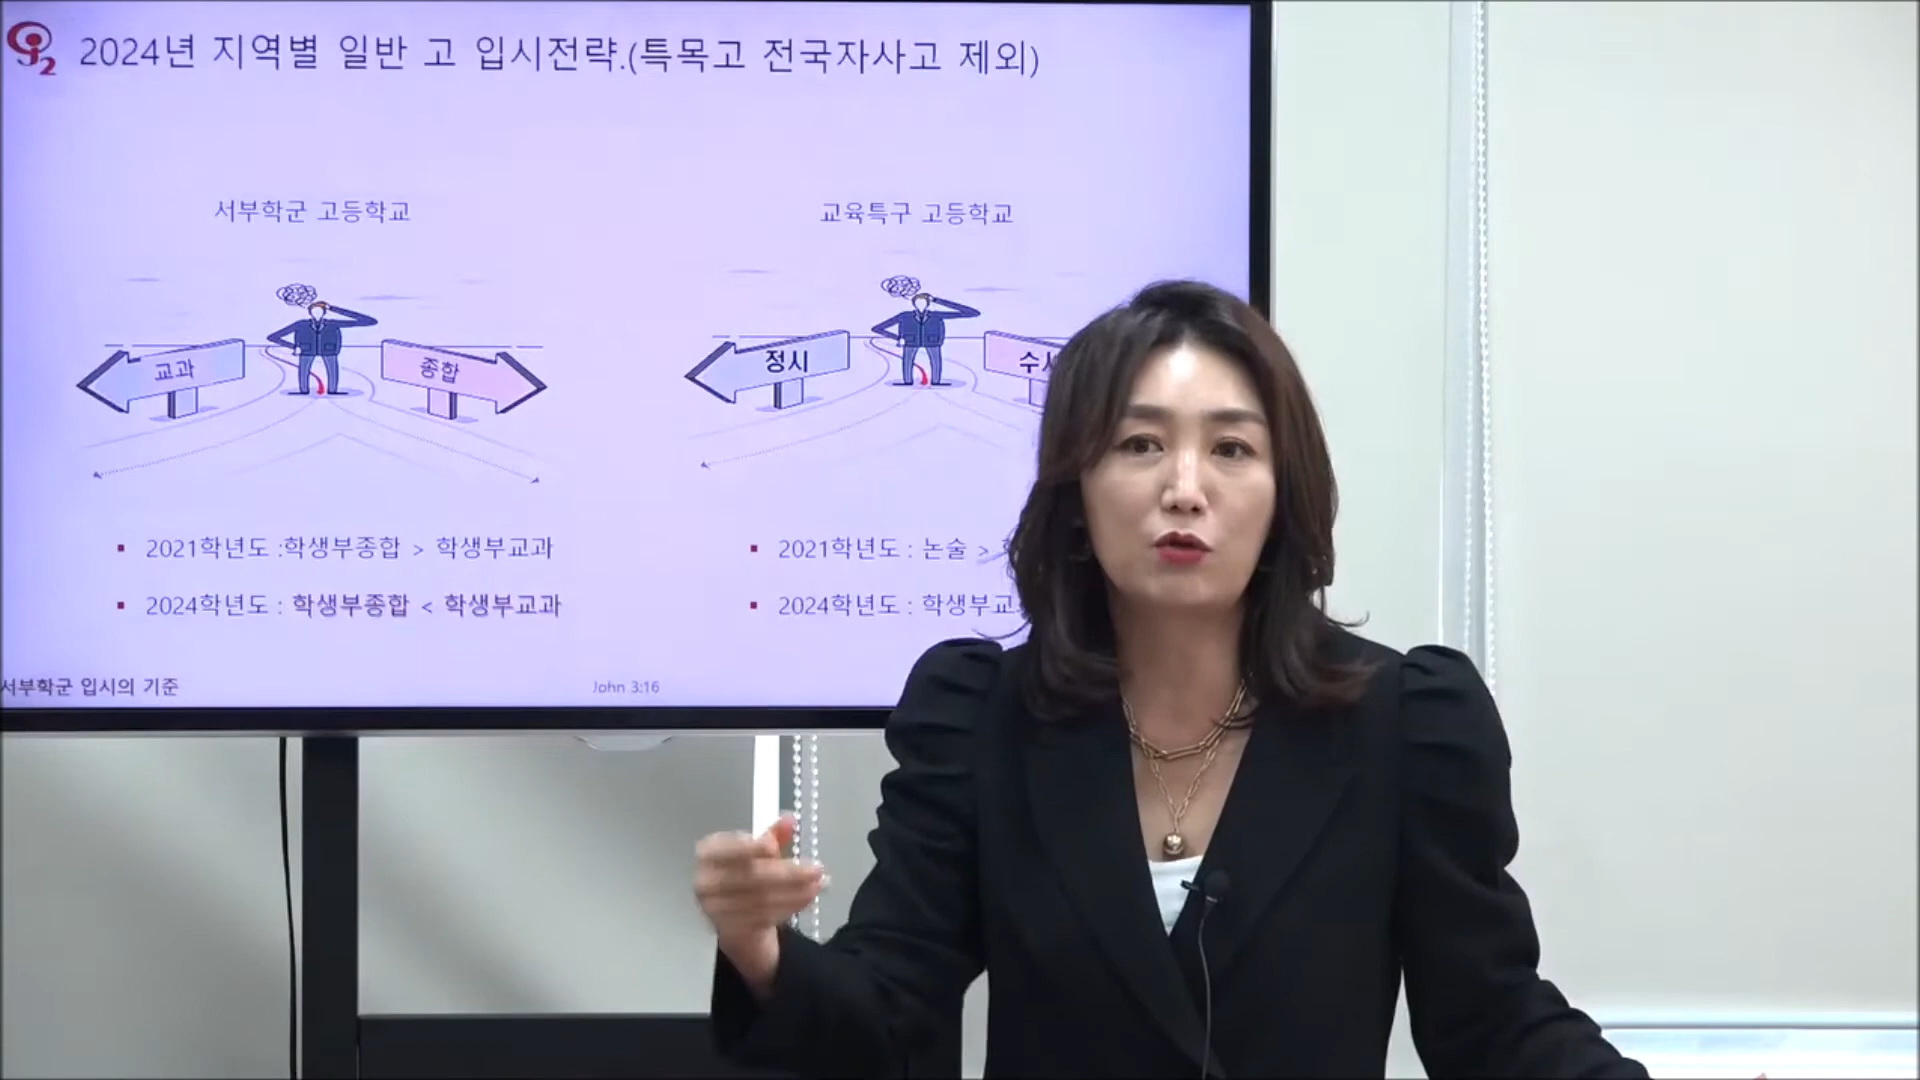 2024년 지역별 일반 고 입시전략.(특목고 전국자사고 제외)
서부학군 고등학교
교육특구 고등학교
교과
종합
정시
▪ 2021학년도 :학생부종합 > 학생부교과
▪ 2024학년도 : 학생부종합 < 학생부교과
▪ 2021학년도 : 논술 >
▪ 2024학년도 : 학생부교
서부학군 입시의 기준
John 3:16